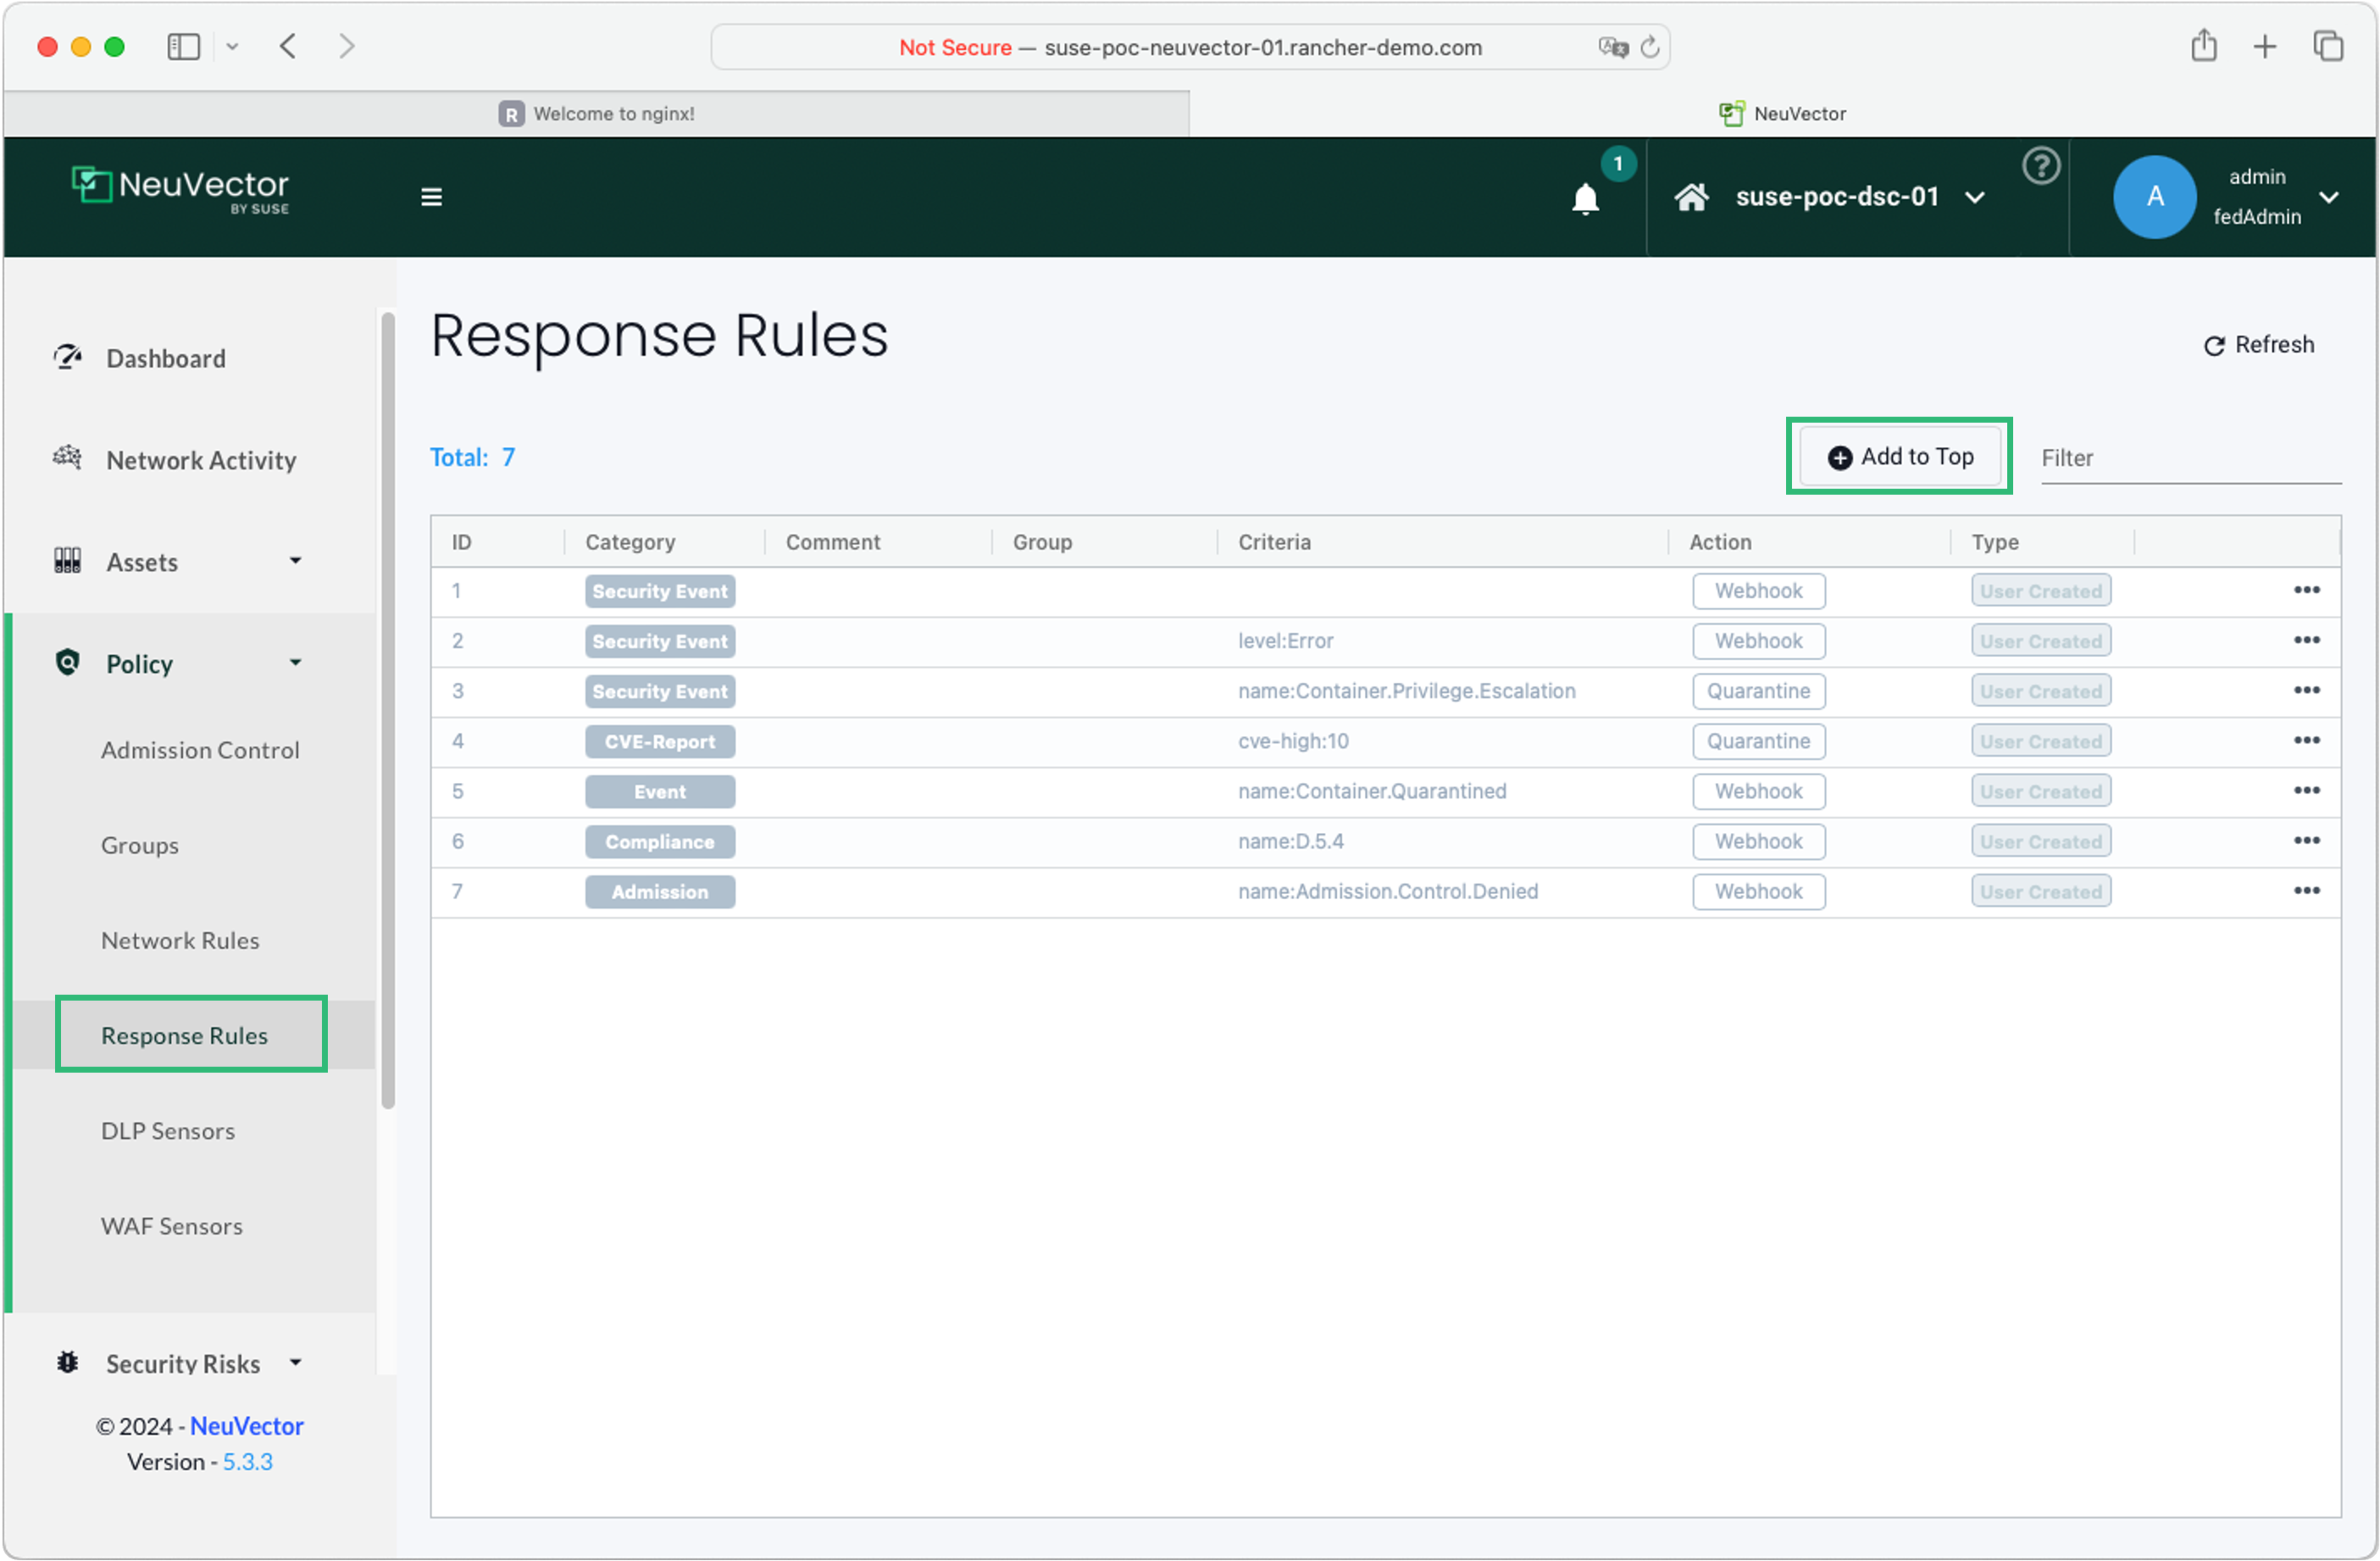 Not Secure — suse-poc-neuvector-01.rancher-demo.com
R Welcome to nginx!
NeuVector
NeuVector
BY SUSE
1
suse-poc-dsc-01
?
A
admin
fedAdmin
Dashboard
Network Activity
Assets
Policy
Admission Control
Groups
Network Rules
Response Rules
DLP Sensors
WAF Sensors
Security Risks
© 2024 - NeuVector
Version - 5.3.3
Response Rules
Refresh
Total: 7
Add to Top
Filter
ID Category Comment Group Criteria Action Type
1 Security Event Webhook User Created
2 Security Event level:Error Webhook User Created
3 Security Event name:Container.Privilege.Escalation Quarantine User Created
4 CVE-Report cve-high:10 Quarantine User Created
5 Event name:Container.Quarantined Webhook User Created
6 Compliance name:D.5.4 Webhook User Created
7 Admission name:Admission.Control.Denied Webhook User Created